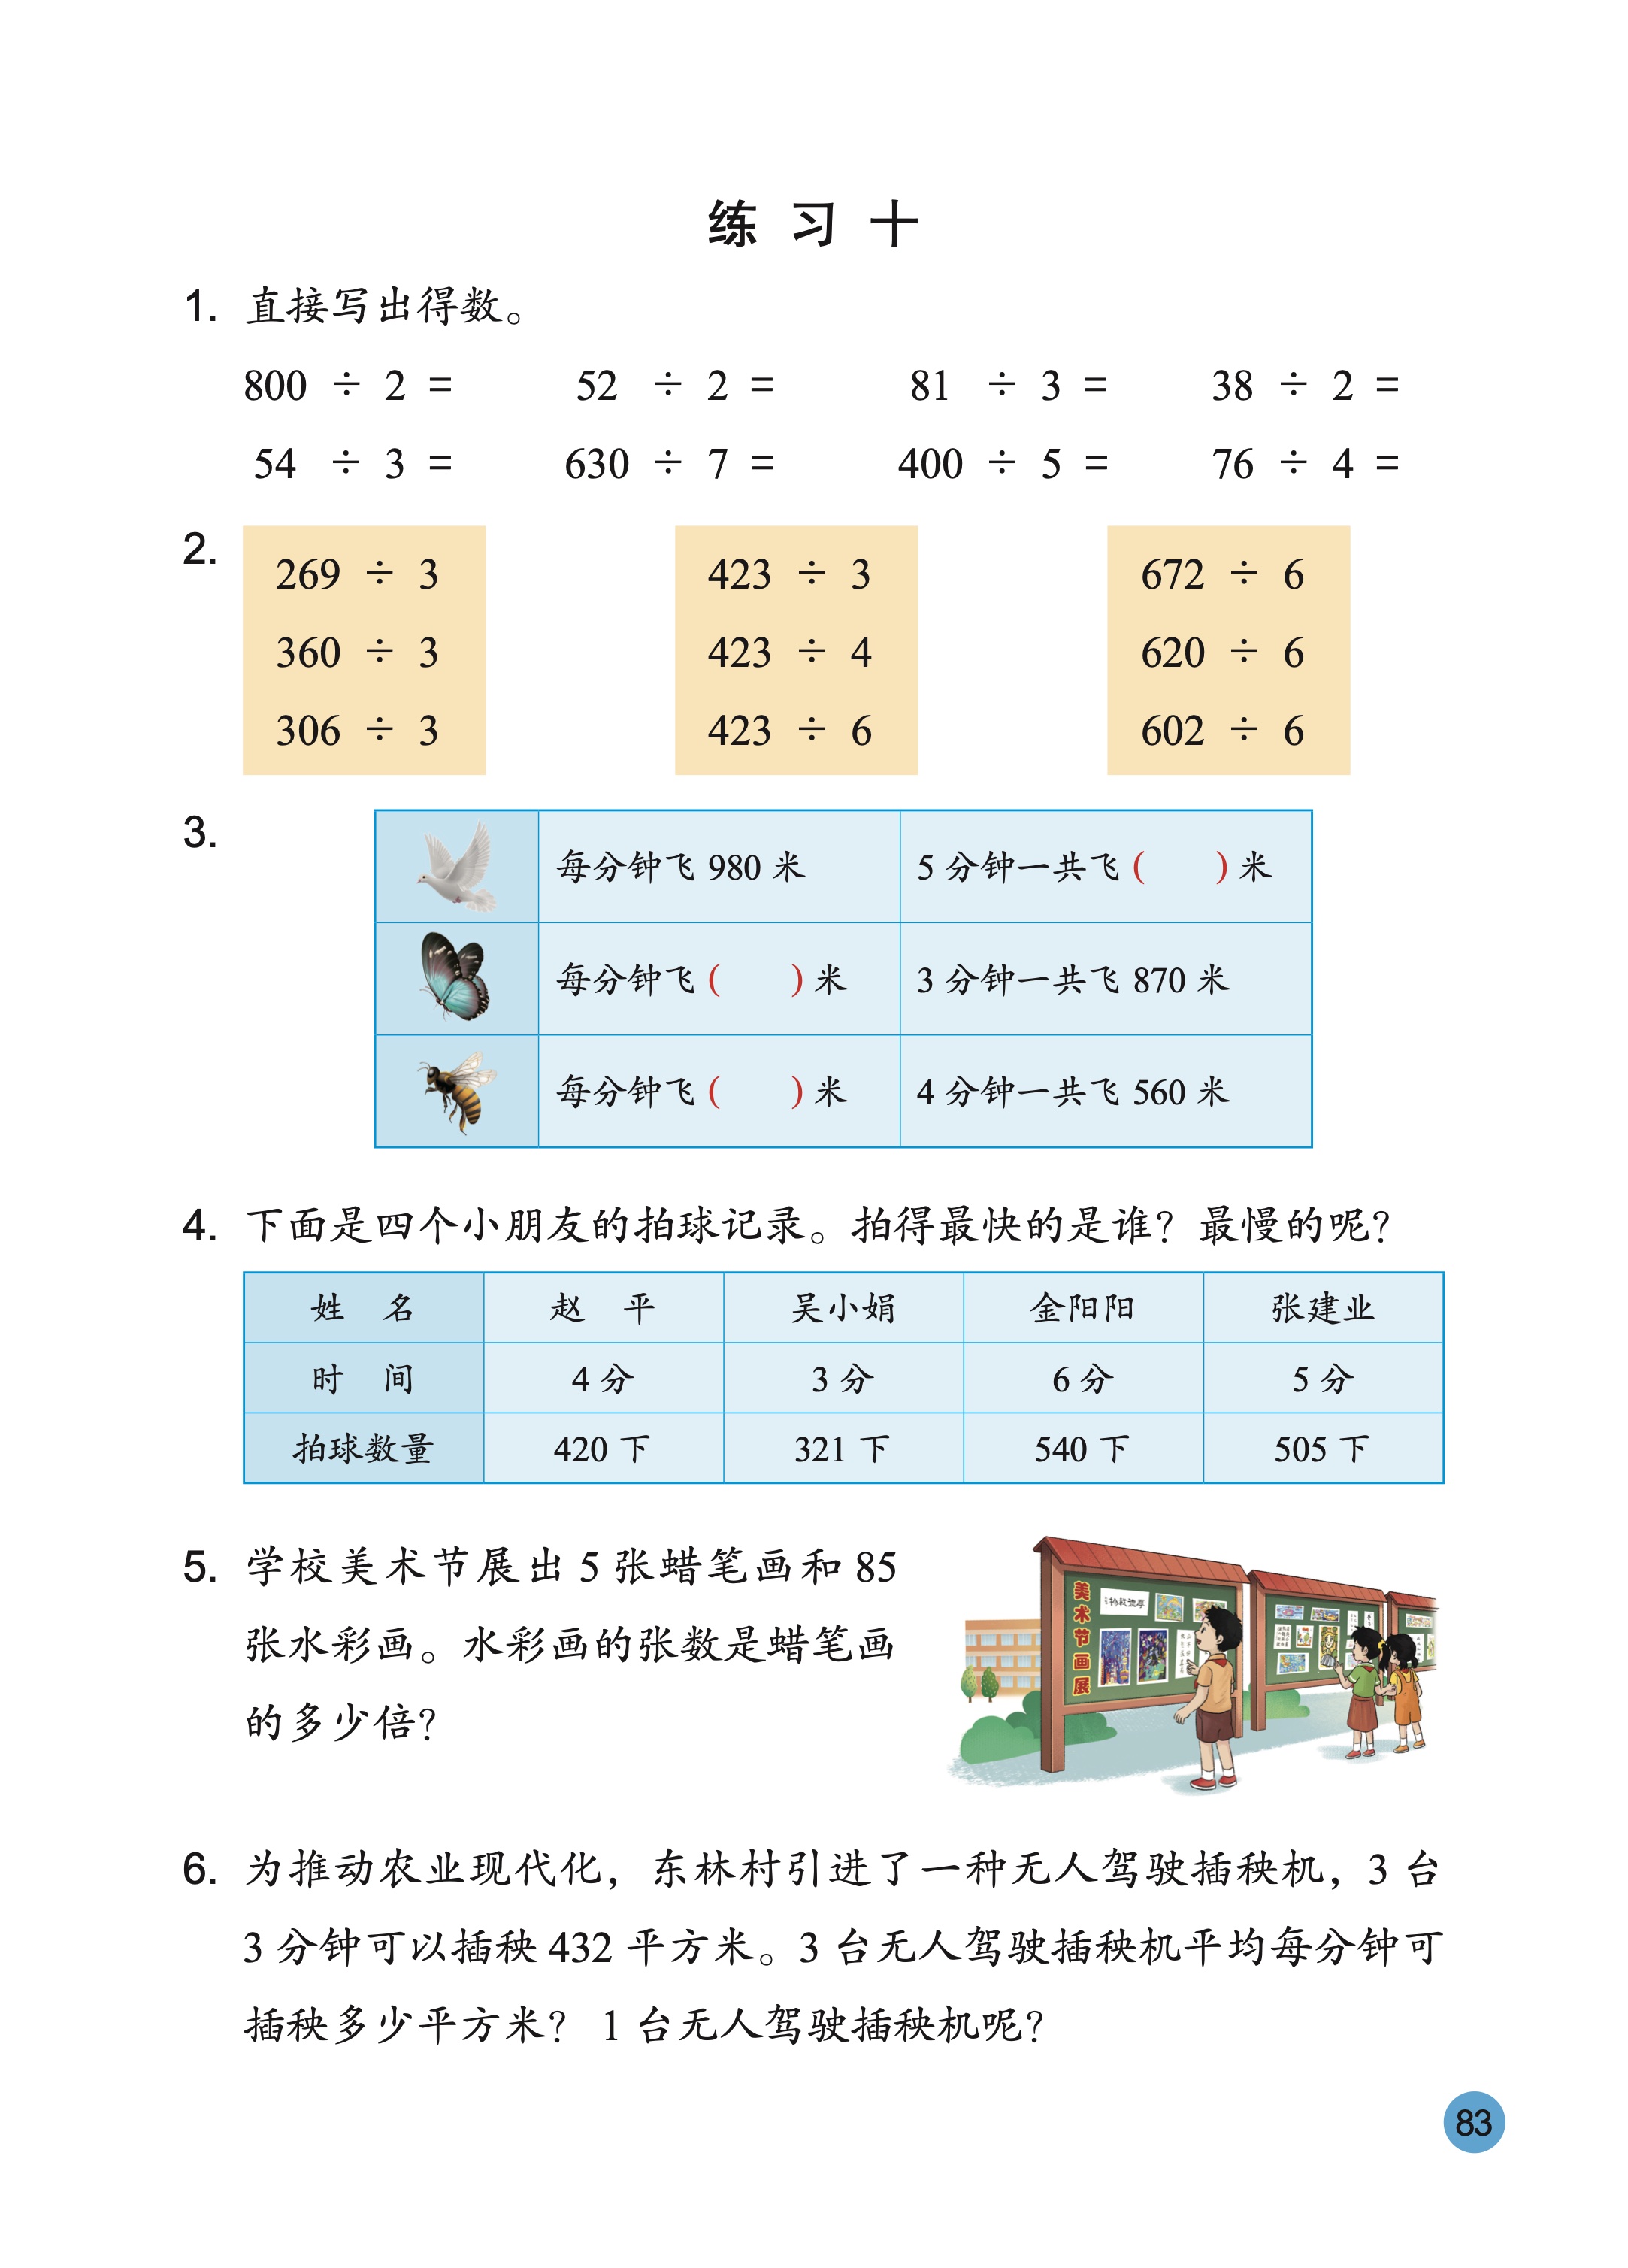 练习十
1. 直接写出得数。
800 ÷ 2 = 52 ÷ 2 = 81 ÷ 3 = 38 ÷ 2 =
54 ÷ 3 = 630 ÷ 7 = 400 ÷ 5 = 76 ÷ 4 =
2. 269 ÷ 3 423 ÷ 3 672 ÷ 6
360 ÷ 3 423 ÷ 4 620 ÷ 6
306 ÷ 3 423 ÷ 6 602 ÷ 6
3. 每分钟飞 980 米 5 分钟一共飞( )米
每分钟飞( )米 3 分钟一共飞 870 米
每分钟飞( )米 4 分钟一共飞 560 米
4. 下面是四个小朋友的拍球记录。拍得最快的是谁？最慢的呢？
姓 名 赵 平 吴小娟 金阳阳 张建业
时 间 4 分 3 分 6 分 5 分
拍球数量 420 下 321 下 540 下 505 下
5. 学校美术节展出 5 张蜡笔画和 85
张水彩画。水彩画的张数是蜡笔画
的多少倍？
美术节画展
6. 为推动农业现代化，东林村引进了一种无人驾驶插秧机，3 台
3 分钟可以插秧 432 平方米。3 台无人驾驶插秧机平均每分钟可
插秧多少平方米？ 1 台无人驾驶插秧机呢？
83